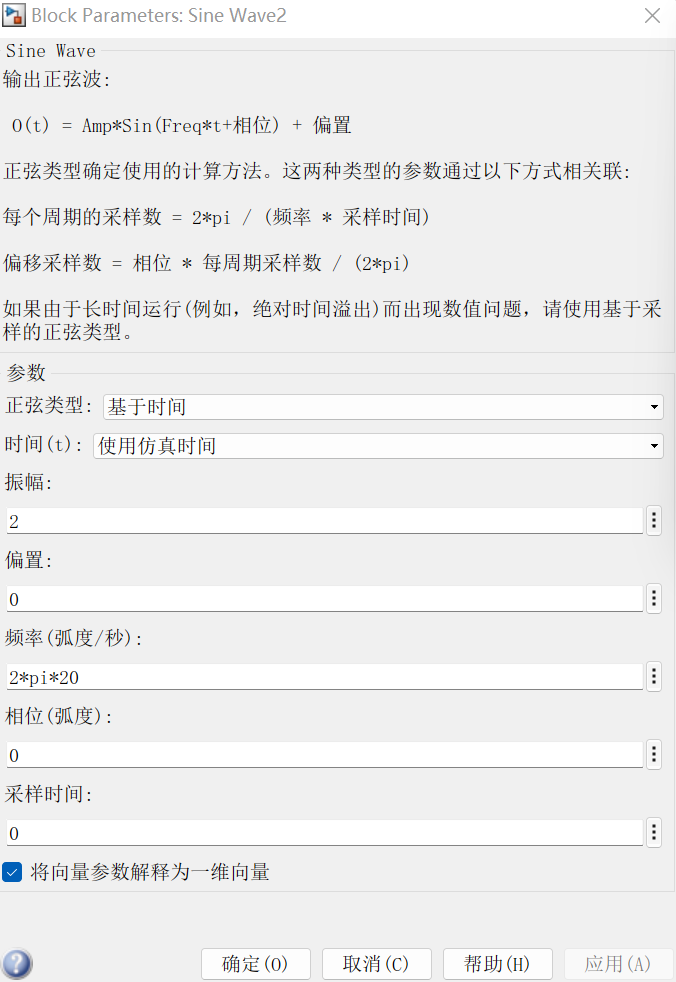 Block Parameters: Sine Wave2
Sine Wave
输出正弦波:
O(t) = Amp*Sin(Freq*t+相位) + 偏置
正弦类型确定使用的计算方法。这两种类型的参数通过以下方式相关联:
每个周期的采样数 = 2*pi / (频率 * 采样时间)
偏移采样数 = 相位 * 每周期采样数 / (2*pi)
如果由于长时间运行(例如，绝对时间溢出)而出现数值问题，请使用基于采
样的正弦类型。
参数
正弦类型: 基于时间
时间(t): 使用仿真时间
振幅:
2
偏置:
0
频率(弧度/秒):
2*pi*20
相位(弧度):
0
采样时间:
0
将向量参数解释为一维向量
? 确定(O) 取消(C) 帮助(H) 应用(A)